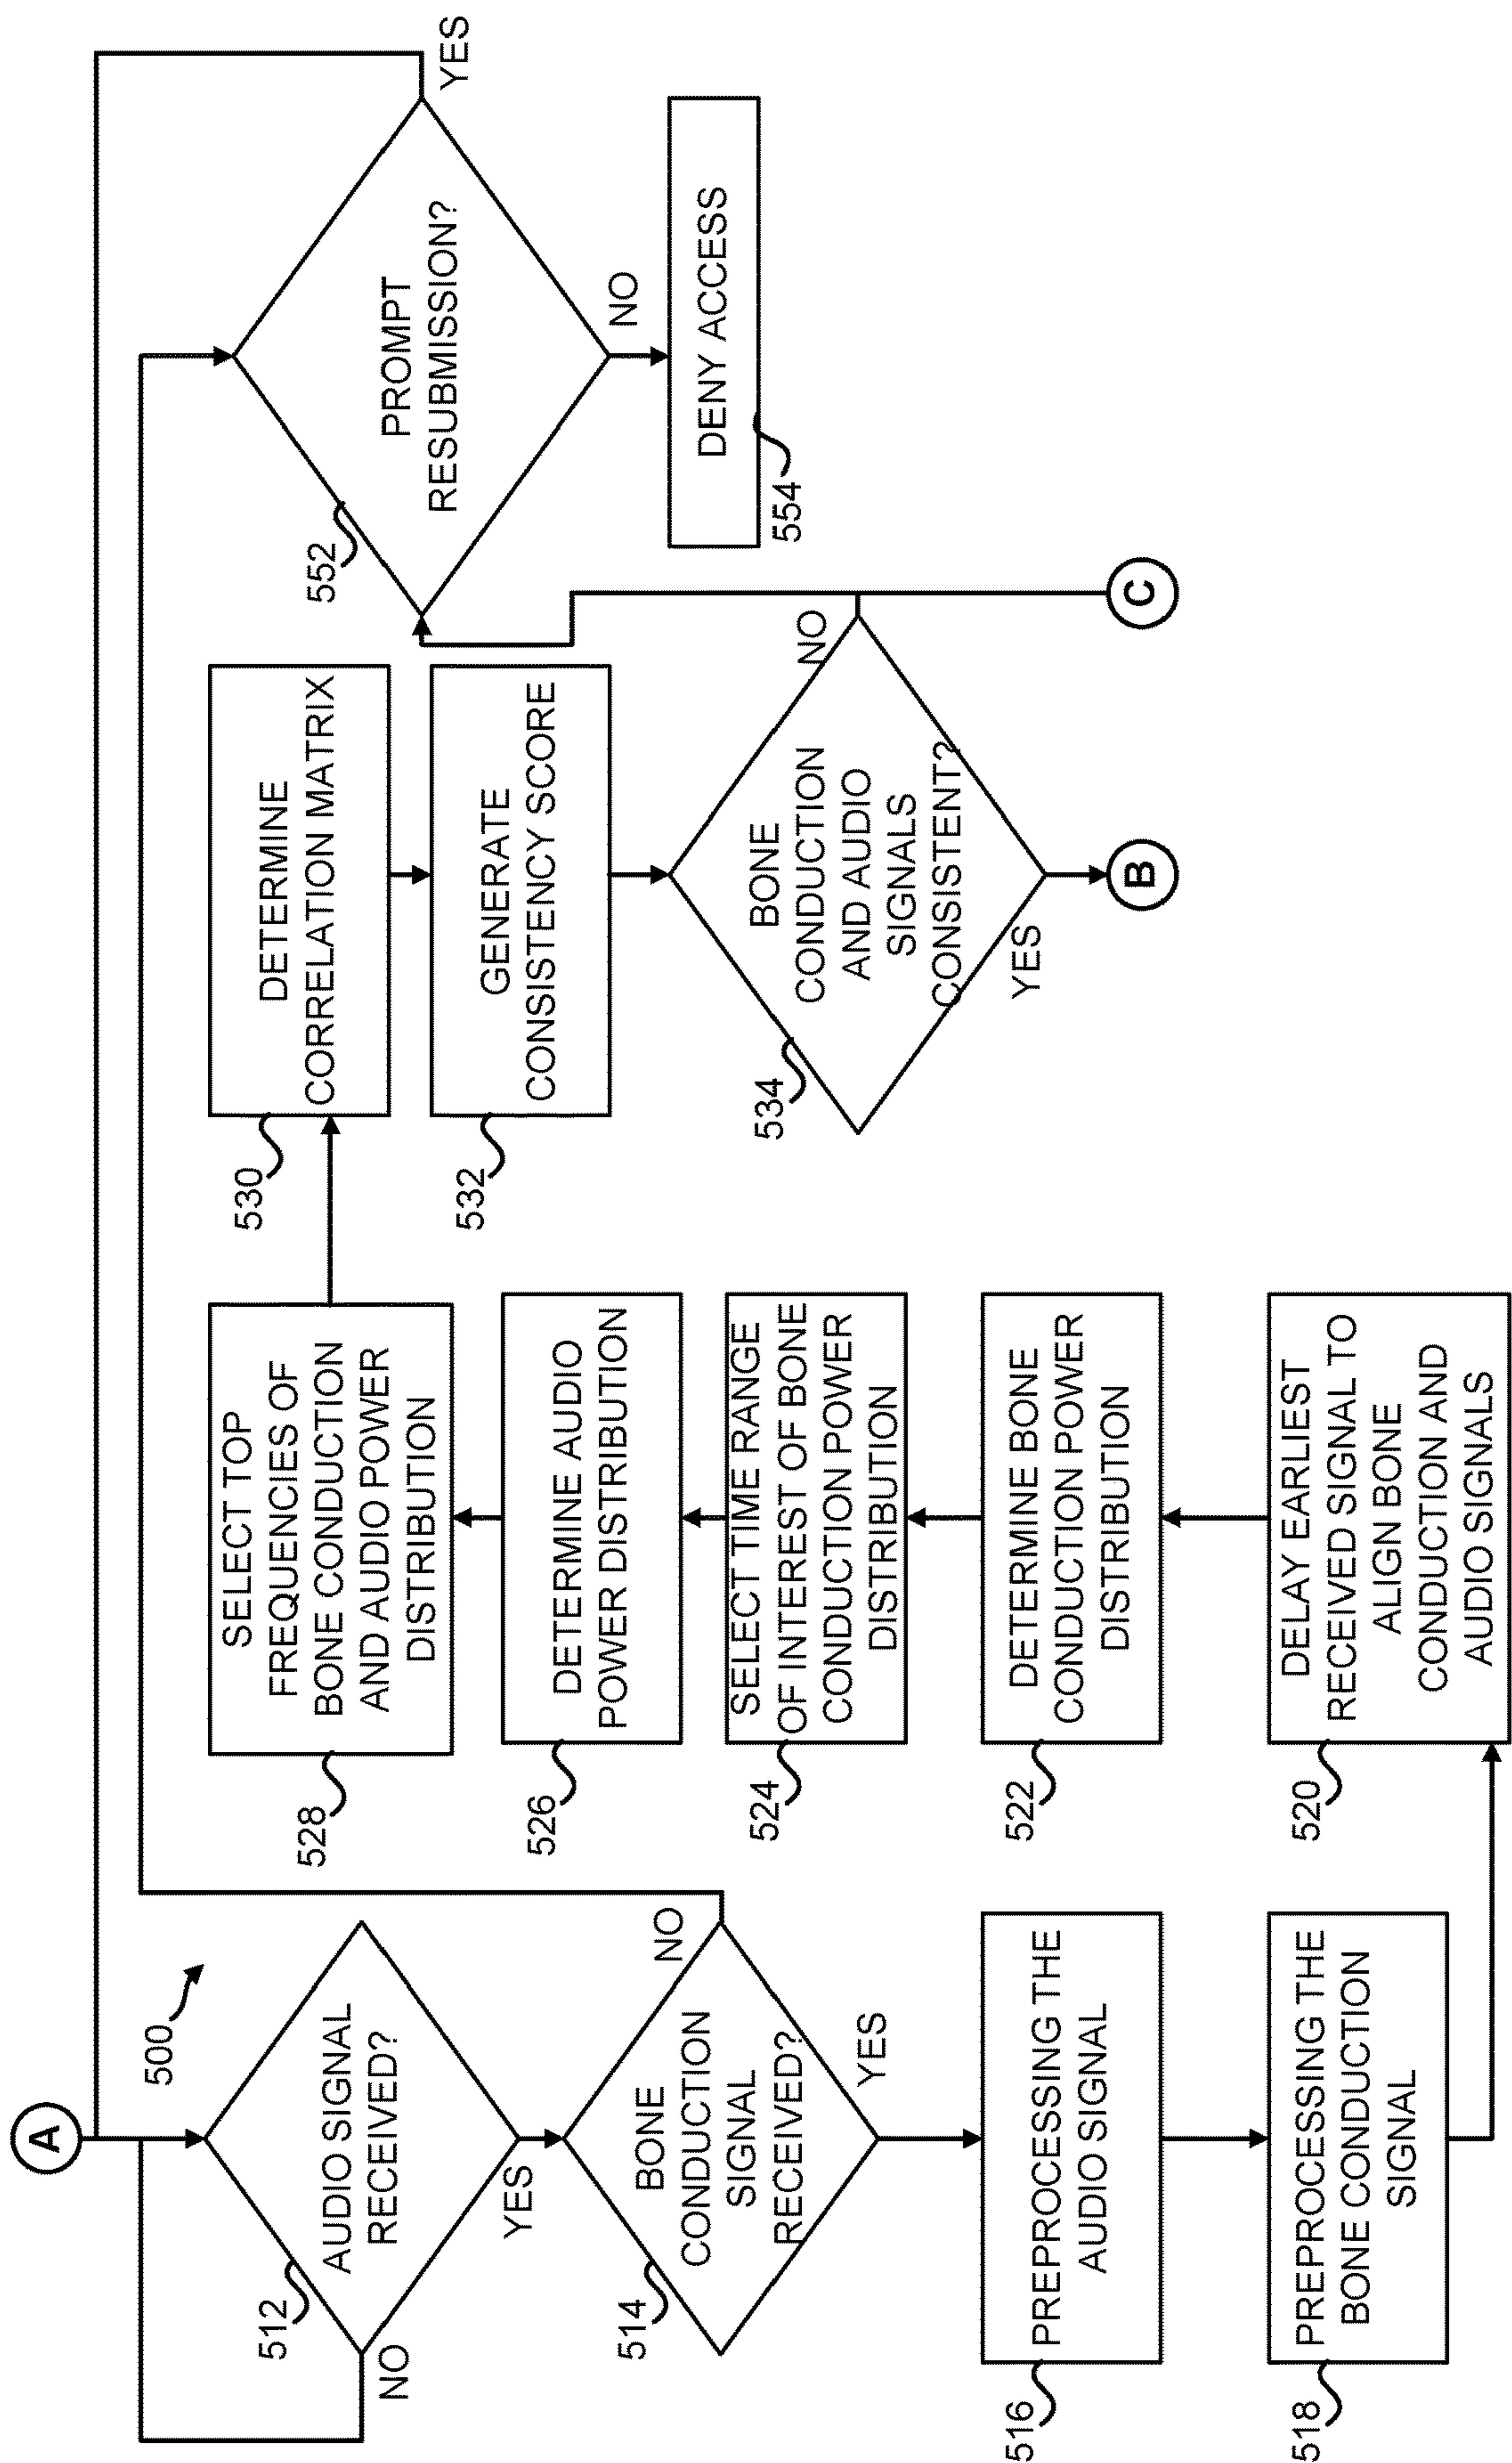 A
500
512
AUDIO SIGNAL
RECEIVED?
NO
YES
514
BONE
CONDUCTION
SIGNAL
RECEIVED?
NO
YES
516
PREPROCESSING THE
AUDIO SIGNAL
518
PREPROCESSING THE
BONE CONDUCTION
SIGNAL
528
SELECT TOP
FREQUENCIES OF
BONE CONDUCTION
AND AUDIO POWER
DISTRIBUTION
526
DETERMINE AUDIO
POWER DISTRIBUTION
524
SELECT TIME RANGE
OF INTEREST OF BONE
CONDUCTION POWER
DISTRIBUTION
522
DETERMINE BONE
CONDUCTION POWER
DISTRIBUTION
520
DELAY EARLIEST
RECEIVED SIGNAL TO
ALIGN BONE
CONDUCTION AND
AUDIO SIGNALS
530
DETERMINE
CORRELATION MATRIX
532
GENERATE
CONSISTENCY SCORE
534
BONE
CONDUCTION
AND AUDIO
SIGNALS
CONSISTENT?
NO
YES
B
C
552
PROMPT
RESUBMISSION?
YES
NO
554
DENY ACCESS